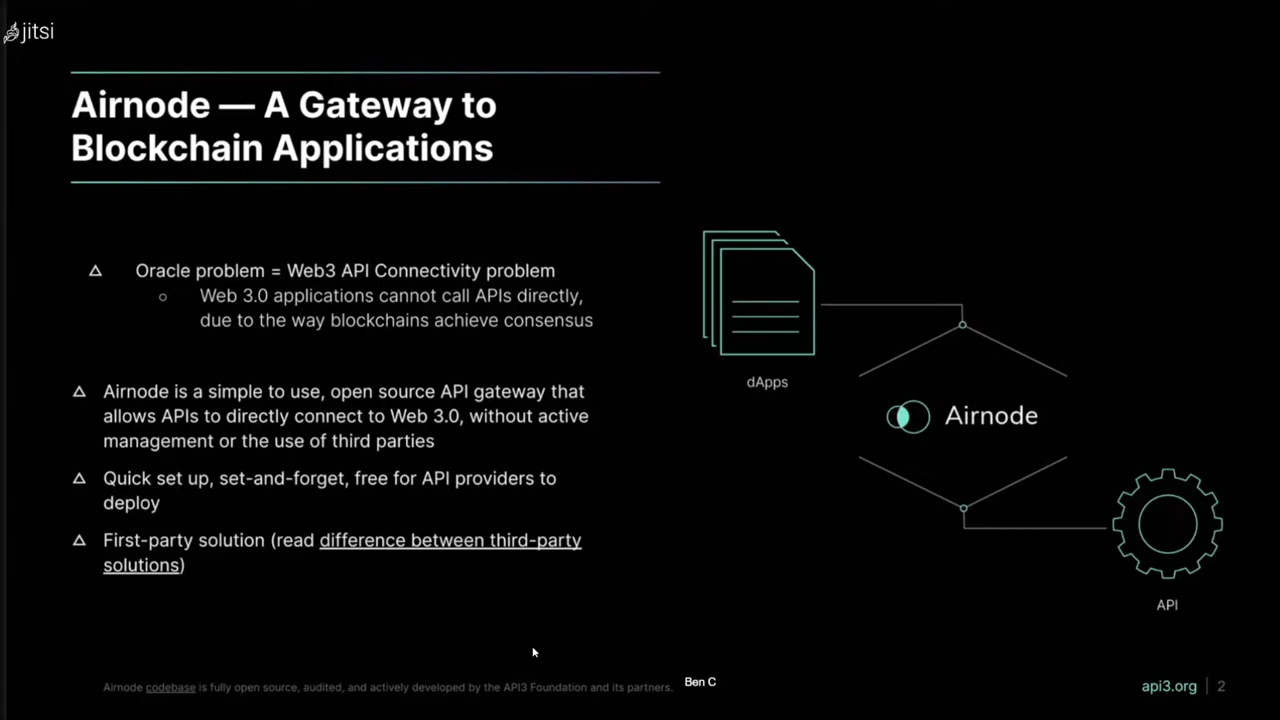 jitsi
Airnode — A Gateway to
Blockchain Applications
Oracle problem = Web3 API Connectivity problem
Web 3.0 applications cannot call APIs directly,
due to the way blockchains achieve consensus
Airnode is a simple to use, open source API gateway that
allows APIs to directly connect to Web 3.0, without active
management or the use of third parties
Quick set up, set-and-forget, free for API providers to
deploy
First-party solution (read difference between third-party
solutions)
dApps
Airnode
API
Airnode codebase is fully open source, audited, and actively developed by the API3 Foundation and its partners.
Ben C
api3.org | 2